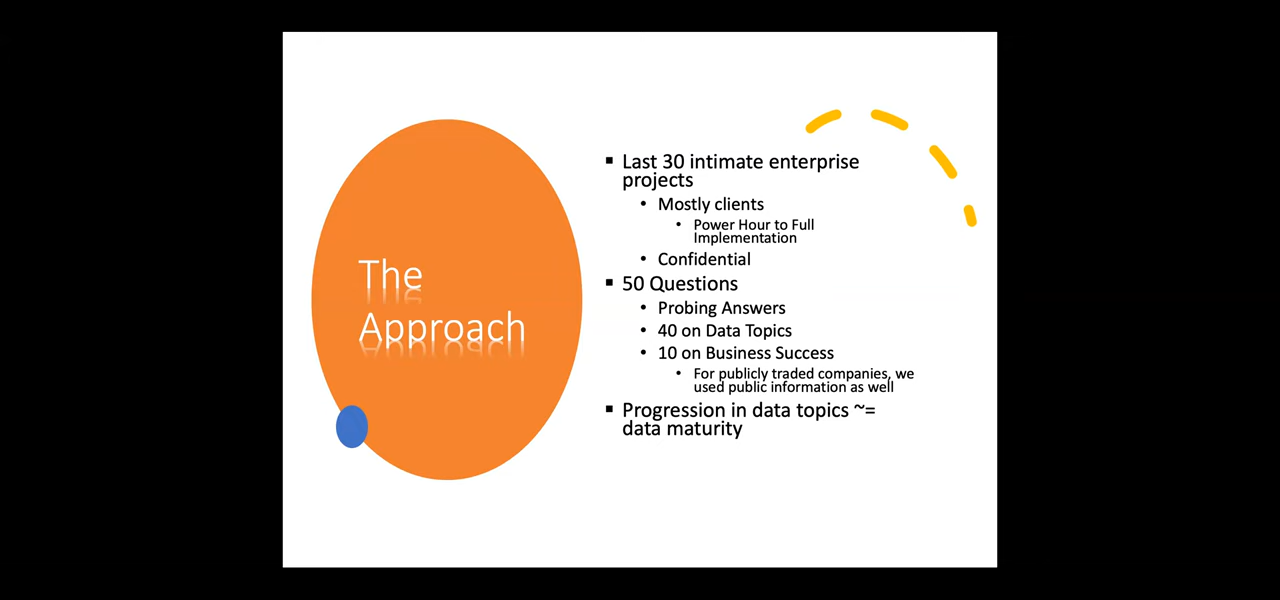 The
Approach
▪ Last 30 intimate enterprise
projects
• Mostly clients
• Power Hour to Full
Implementation
• Confidential
▪ 50 Questions
• Probing Answers
• 40 on Data Topics
• 10 on Business Success
• For publicly traded companies, we
used public information as well
▪ Progression in data topics ~=
data maturity